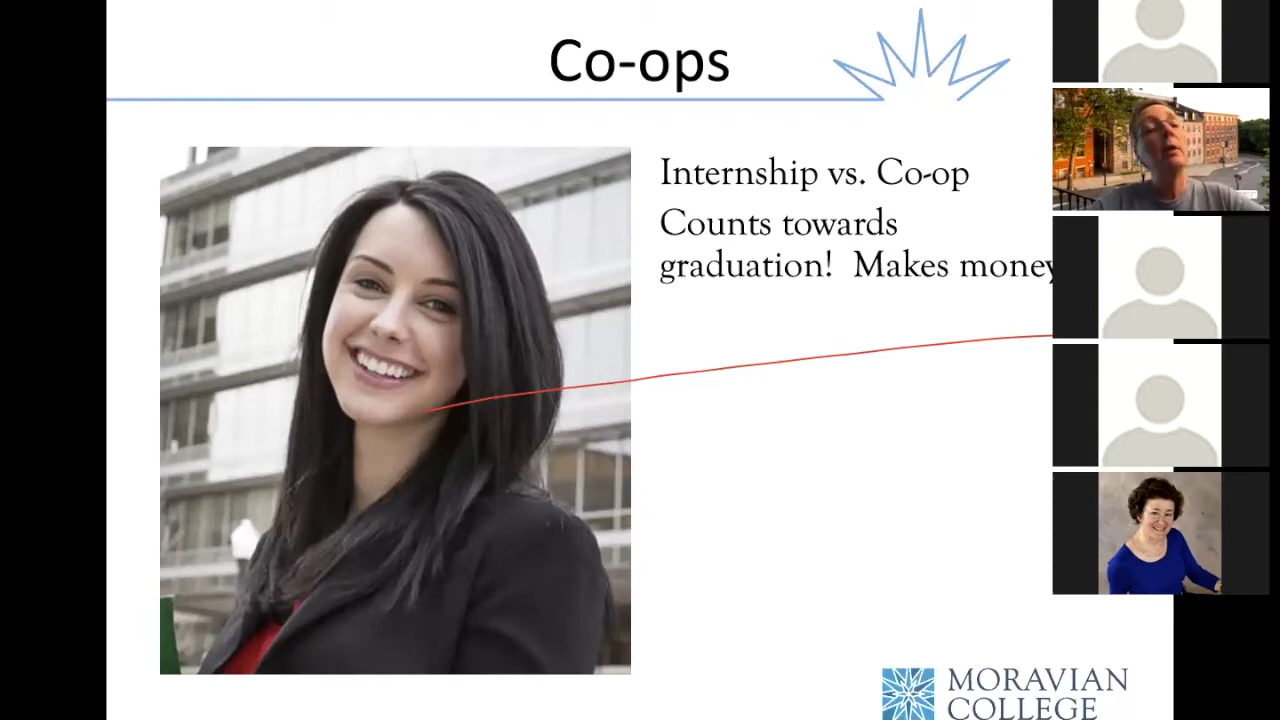 Co-ops
Internship vs. Co-op
Counts towards
graduation!  Makes money
MORAVIAN
COLLEGE